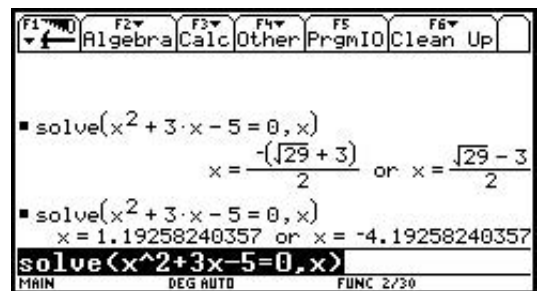 F1 F2▾ F3▾ F4▾ F5 F6▾
▾ Algebra Calc Other PrgmIO Clean Up
▪ solve(x² + 3·x − 5 = 0, x)
x = -(√29 + 3)/2 or x = (√29 − 3)/2
▪ solve(x² + 3·x − 5 = 0, x)
x = 1.19258240357 or x = -4.19258240357
solve(x^2+3x-5=0,x)
MAIN DEG AUTO FUNC 2/30